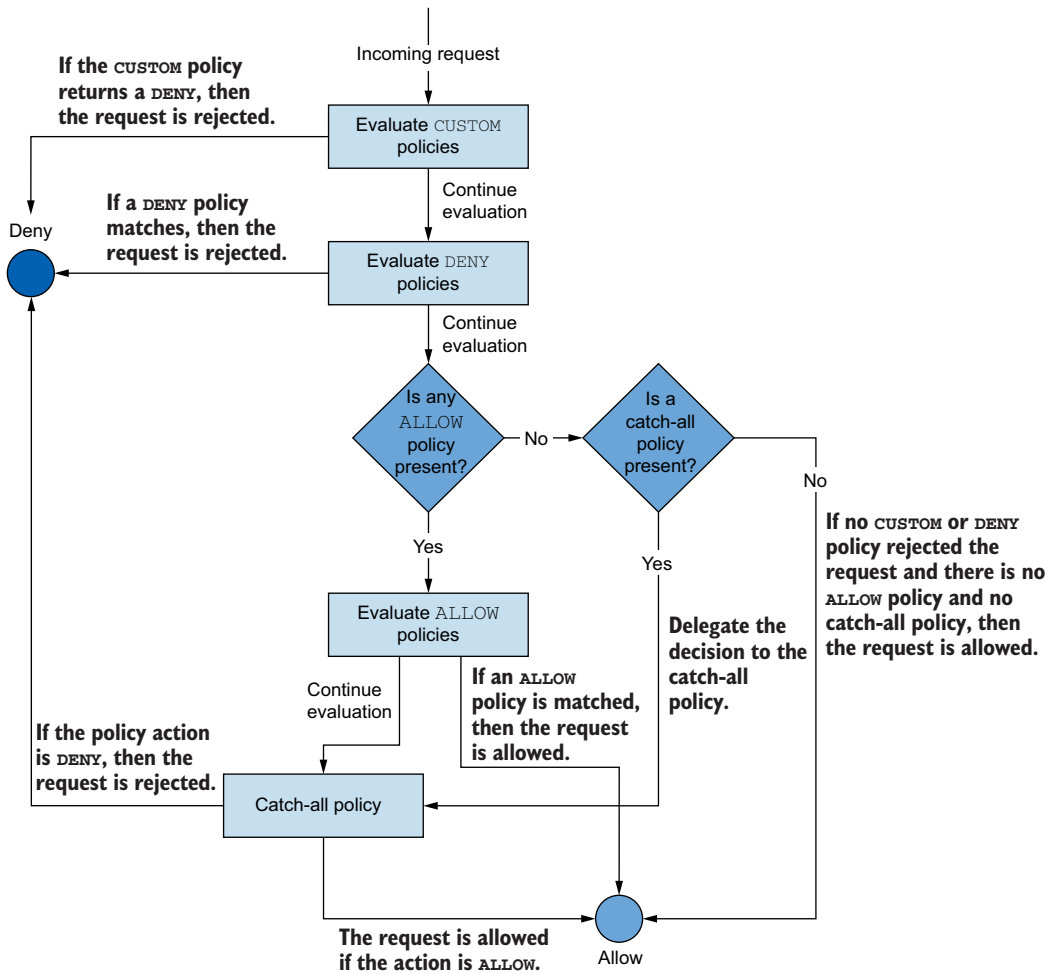 Incoming request
If the CUSTOM policy
returns a DENY, then
the request is rejected.
Evaluate CUSTOM
policies
Continue
evaluation
If a DENY policy
matches, then the
request is rejected.
Deny
Evaluate DENY
policies
Continue
evaluation
Is any
ALLOW
policy
present?
No
Is a
catch-all
policy
present?
No
Yes
Yes
If no CUSTOM or DENY
policy rejected the
request and there is no
ALLOW policy and no
catch-all policy, then
the request is allowed.
Evaluate ALLOW
policies
Delegate the
decision to the
catch-all
policy.
Continue
evaluation
If an ALLOW
policy is matched,
then the request
is allowed.
If the policy action
is DENY, then the
request is rejected.
Catch-all policy
The request is allowed
if the action is ALLOW.
Allow